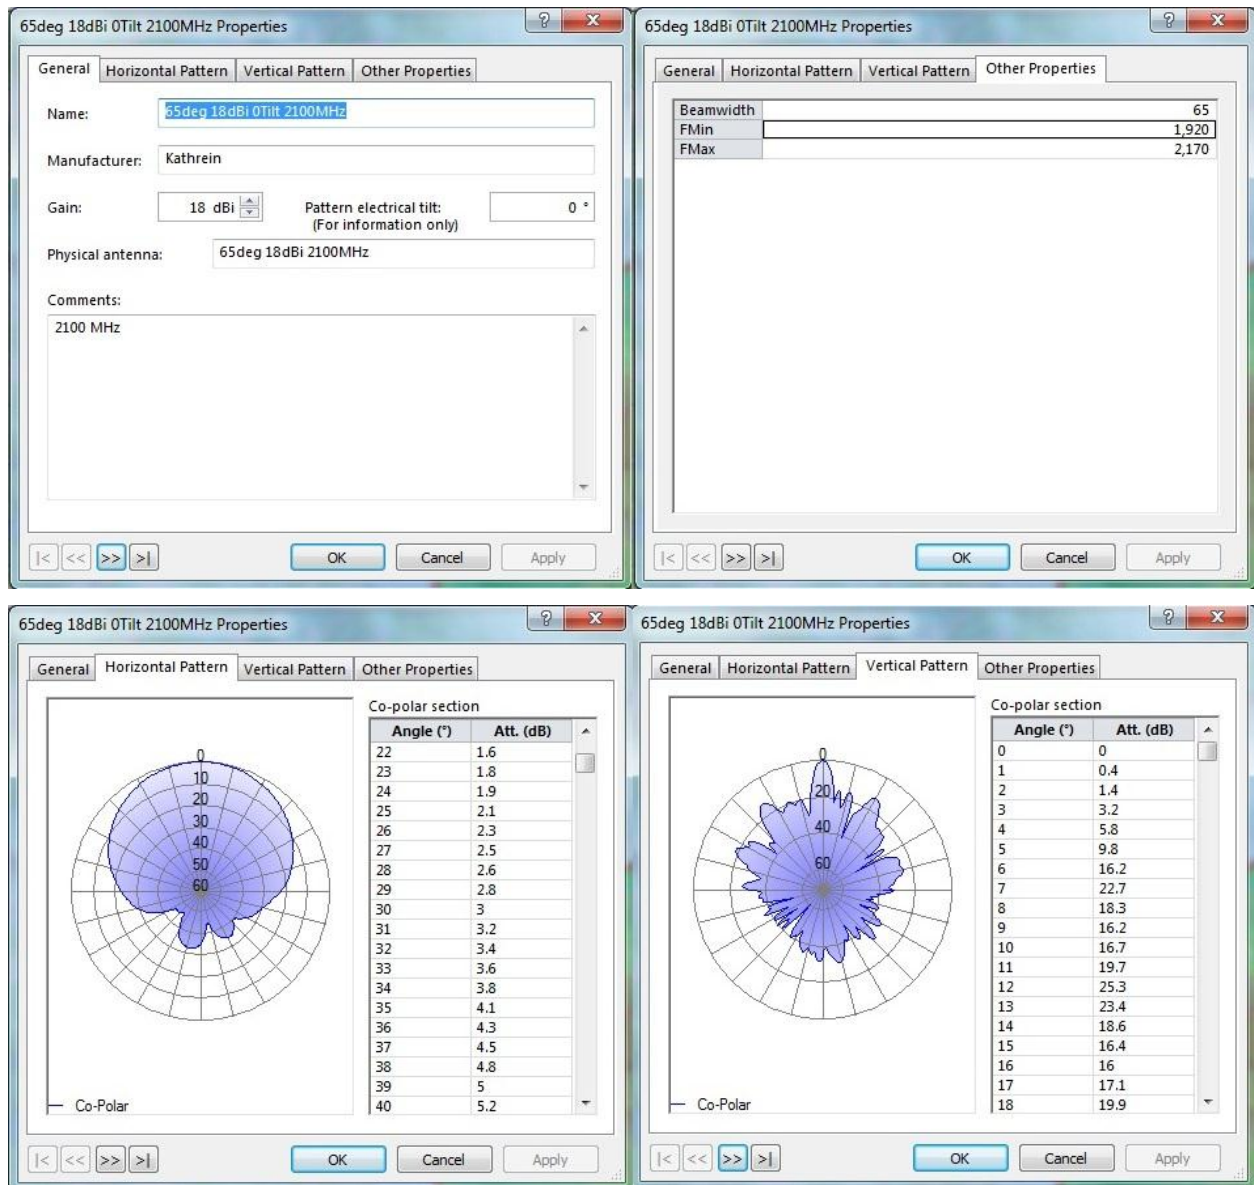 65deg 18dBi 0Tilt 2100MHz Properties
General Horizontal Pattern Vertical Pattern Other Properties
Name: 65deg 18dBi 0Tilt 2100MHz
Manufacturer: Kathrein
Gain: 18 dBi Pattern electrical tilt: 0 °
(For information only)
Physical antenna: 65deg 18dBi 2100MHz
Comments:
2100 MHz
|< << >> >| OK Cancel Apply
65deg 18dBi 0Tilt 2100MHz Properties
General Horizontal Pattern Vertical Pattern Other Properties
Beamwidth 65
FMin 1,920
FMax 2,170
|< << >> >| OK Cancel Apply
65deg 18dBi 0Tilt 2100MHz Properties
General Horizontal Pattern Vertical Pattern Other Properties
0
10
20
30
40
50
60
Co-Polar
Co-polar section
Angle (°) Att. (dB)
22 1.6
23 1.8
24 1.9
25 2.1
26 2.3
27 2.5
28 2.6
29 2.8
30 3
31 3.2
32 3.4
33 3.6
34 3.8
35 4.1
36 4.3
37 4.5
38 4.8
39 5
40 5.2
|< << >> >| OK Cancel Apply
65deg 18dBi 0Tilt 2100MHz Properties
General Horizontal Pattern Vertical Pattern Other Properties
0
20
40
60
Co-Polar
Co-polar section
Angle (°) Att. (dB)
0 0
1 0.4
2 1.4
3 3.2
4 5.8
5 9.8
6 16.2
7 22.7
8 18.3
9 16.2
10 16.7
11 19.7
12 25.3
13 23.4
14 18.6
15 16.4
16 16
17 17.1
18 19.9
|< << >> >| OK Cancel Apply